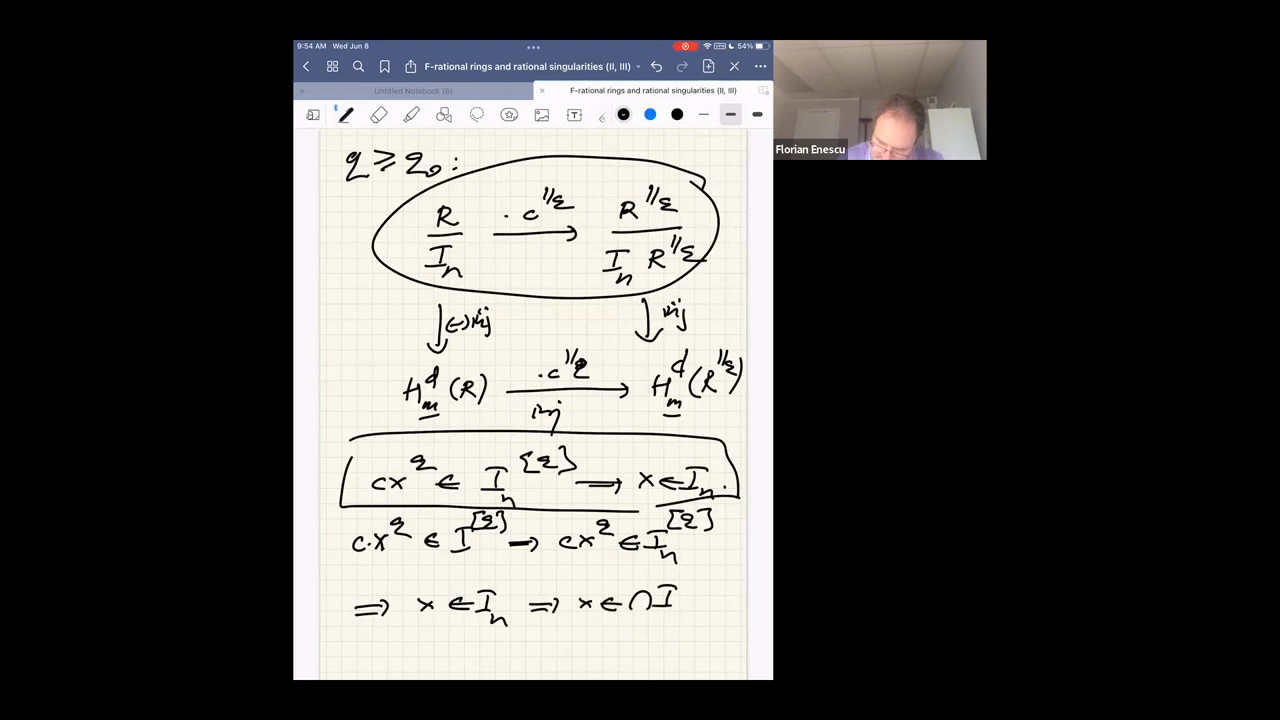 9:54 AM Wed Jun 8
54%
F-rational rings and rational singularities (II, III)
Untitled Notebook (8)
F-rational rings and rational singularities (II, III)
Florian Enescu
q ≥ q₀ :
R/Iₙ —· c^{1/q}→ R^{1/q}/Iₙ R^{1/q}
↓ (–) inj ↓ inj
H^d_m (R) —· c^{1/q}→ H^d_m (R^{1/q})
inj
cx^q ∈ Iₙ^{[q]} → x ∈ Iₙ.
c·x^q ∈ I^{[q]} → cx^q ∈ Iₙ^{[q]}
⇒ x ∈ Iₙ ⇒ x ∈ ∩ I